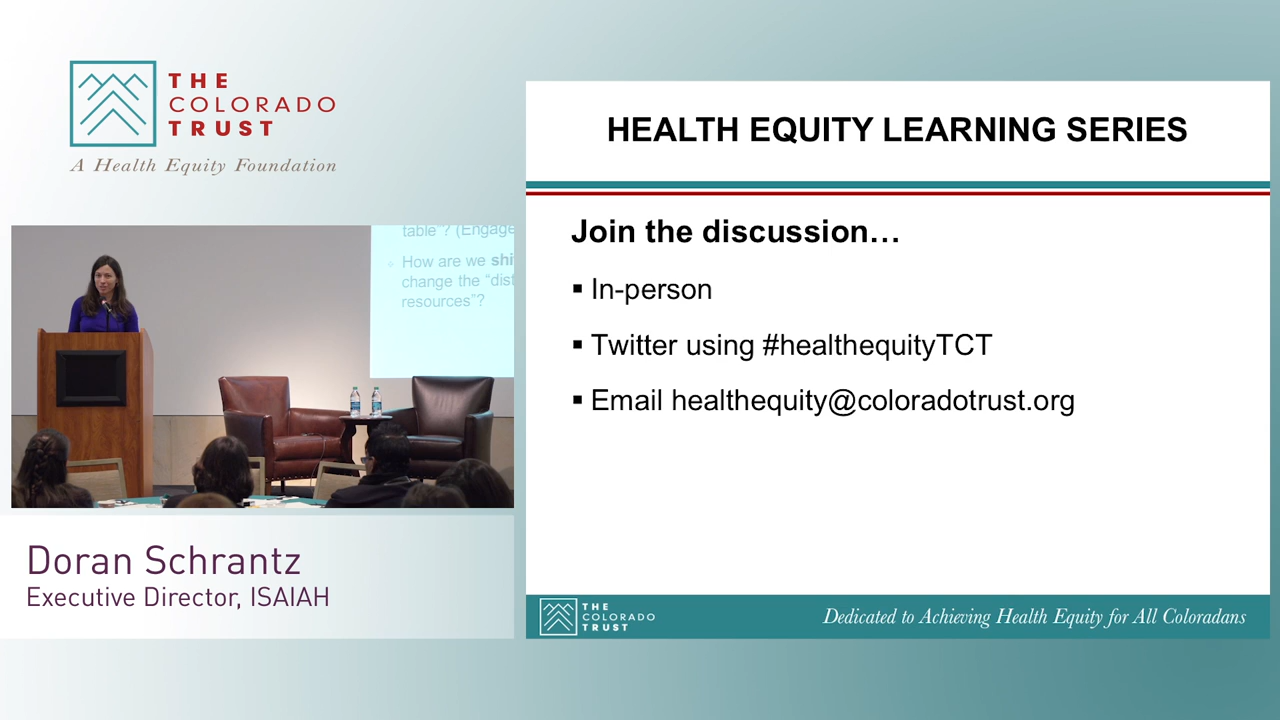 THE
COLORADO
TRUST
A Health Equity Foundation
table”? (Engage
How are we shi
change the “dist
resources”?
Doran Schrantz
Executive Director, ISAIAH
HEALTH EQUITY LEARNING SERIES
Join the discussion…
▪ In-person
▪ Twitter using #healthequityTCT
▪ Email healthequity@coloradotrust.org
THE
COLORADO
TRUST
Dedicated to Achieving Health Equity for All Coloradans